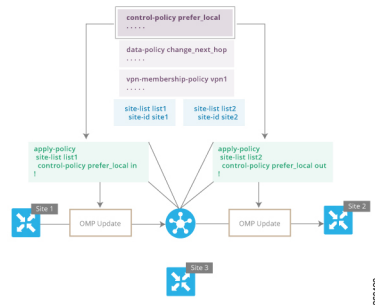 control-policy prefer_local
. . . . .
data-policy change_next_hop
. . . . .
vpn-membership-policy vpn1
. . . . .
site-list list1
site-id site1
site-list list2
site-id site2
apply-policy
site-list list1
control-policy prefer_local in
!
apply-policy
site-list list2
control-policy prefer_local out
!
Site 1
OMP Update
OMP Update
Site 2
Site 3